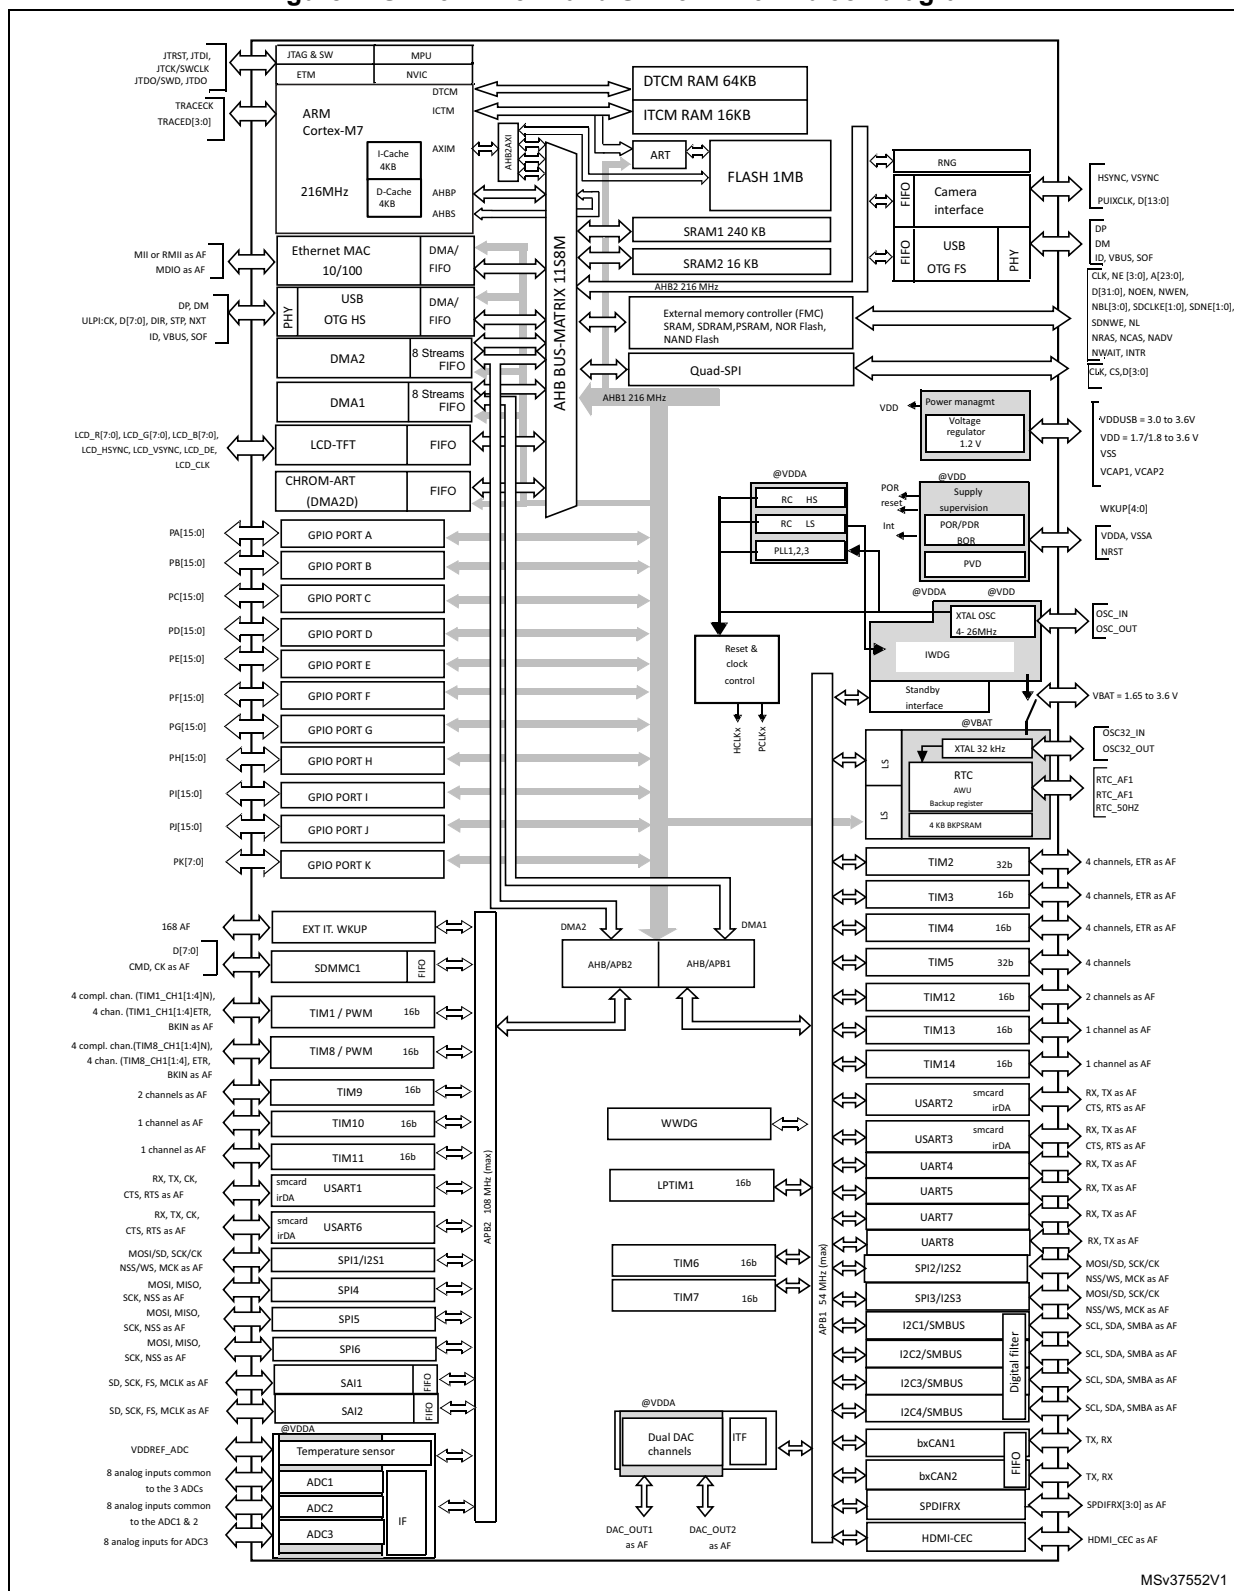 JTRST, JTDI,
JTCK/SWCLK
JTDO/SWD, JTDO
TRACECK
TRACED[3:0]
JTAG & SW
MPU
ETM
NVIC
ARM
Cortex-M7
216MHz
I-Cache
4KB
D-Cache
4KB
DTCM
ICTM
AXIM
AHBP
AHBS
AHB2AXI
DTCM RAM 64KB
ITCM RAM 16KB
ART
FLASH 1MB
SRAM1 240 KB
SRAM2 16 KB
AHB2 216 MHz
AHB BUS-MATRIX 11S8M
External memory controller (FMC)
SRAM, SDRAM,PSRAM, NOR Flash,
NAND Flash
Quad-SPI
AHB1 216 MHz
RNG
FIFO
Camera
interface
FIFO
USB
OTG FS
PHY
HSYNC, VSYNC
PUIXCLK, D[13:0]
DP
DM
ID, VBUS, SOF
CLK, NE [3:0], A[23:0],
D[31:0], NOEN, NWEN,
NBL[3:0], SDCLKE[1:0], SDNE[1:0],
SDNWE, NL
NRAS, NCAS, NADV
NWAIT, INTR
CLK, CS,D[3:0]
MII or RMII as AF
MDIO as AF
Ethernet MAC
10/100
DMA/
FIFO
DP, DM
ULPI:CK, D[7:0], DIR, STP, NXT
ID, VBUS, SOF
PHY
USB
OTG HS
DMA/
FIFO
DMA2
8 Streams
FIFO
DMA1
8 Streams
FIFO
LCD_R[7:0], LCD_G[7:0], LCD_B[7:0],
LCD_HSYNC, LCD_VSYNC, LCD_DE,
LCD_CLK
LCD-TFT
FIFO
CHROM-ART
(DMA2D)
FIFO
VDD
Power managmt
Voltage
regulator
1.2 V
VDDUSB = 3.0 to 3.6V
VDD = 1.7/1.8 to 3.6 V
VSS
VCAP1, VCAP2
@VDDA
RC HS
RC LS
PLL1,2,3
@VDD
POR
reset
Int
Supply
supervision
POR/PDR
BOR
PVD
WKUP[4:0]
VDDA, VSSA
NRST
@VDDA
@VDD
XTAL OSC
4- 26MHz
IWDG
OSC_IN
OSC_OUT
Reset &
clock
control
HCLKx
PCLKx
Standby
interface
VBAT = 1.65 to 3.6 V
@VBAT
LS
LS
XTAL 32 kHz
RTC
AWU
Backup register
4 KB BKPSRAM
OSC32_IN
OSC32_OUT
RTC_AF1
RTC_AF1
RTC_50HZ
PA[15:0]
GPIO PORT A
PB[15:0]
GPIO PORT B
PC[15:0]
GPIO PORT C
PD[15:0]
GPIO PORT D
PE[15:0]
GPIO PORT E
PF[15:0]
GPIO PORT F
PG[15:0]
GPIO PORT G
PH[15:0]
GPIO PORT H
PI[15:0]
GPIO PORT I
PJ[15:0]
GPIO PORT J
PK[7:0]
GPIO PORT K
168 AF
EXT IT. WKUP
D[7:0]
CMD, CK as AF
SDMMC1
FIFO
4 compl. chan. (TIM1_CH1[1:4]N),
4 chan. (TIM1_CH1[1:4]ETR,
BKIN as AF
TIM1 / PWM 16b
4 compl. chan.(TIM8_CH1[1:4]N),
4 chan. (TIM8_CH1[1:4], ETR,
BKIN as AF
TIM8 / PWM 16b
2 channels as AF
TIM9 16b
1 channel as AF
TIM10 16b
1 channel as AF
TIM11 16b
RX, TX, CK,
CTS, RTS as AF
smcard
irDA
USART1
RX, TX, CK,
CTS, RTS as AF
smcard
irDA
USART6
MOSI/SD, SCK/CK
NSS/WS, MCK as AF
SPI1/I2S1
MOSI, MISO,
SCK, NSS as AF
SPI4
MOSI, MISO,
SCK, NSS as AF
SPI5
MOSI, MISO,
SCK, NSS as AF
SPI6
SD, SCK, FS, MCLK as AF
SAI1
FIFO
SD, SCK, FS, MCLK as AF
SAI2
FIFO
@VDDA
VDDREF_ADC
Temperature sensor
8 analog inputs common
to the 3 ADCs
8 analog inputs common
to the ADC1 & 2
8 analog inputs for ADC3
ADC1
ADC2
ADC3
IF
APB2 108 MHz (max)
DMA2
DMA1
AHB/APB2
AHB/APB1
WWDG
LPTIM1 16b
TIM6 16b
TIM7 16b
@VDDA
Dual DAC
channels
ITF
DAC_OUT1
as AF
DAC_OUT2
as AF
APB1 54 MHz (max)
TIM2 32b
4 channels, ETR as AF
TIM3 16b
4 channels, ETR as AF
TIM4 16b
4 channels, ETR as AF
TIM5 32b
4 channels
TIM12 16b
2 channels as AF
TIM13 16b
1 channel as AF
TIM14 16b
1 channel as AF
USART2
smcard
irDA
RX, TX as AF
CTS, RTS as AF
USART3
smcard
irDA
RX, TX as AF
CTS, RTS as AF
UART4
RX, TX as AF
UART5
RX, TX as AF
UART7
RX, TX as AF
UART8
RX, TX as AF
SPI2/I2S2
MOSI/SD, SCK/CK
NSS/WS, MCK as AF
SPI3/I2S3
MOSI/SD, SCK/CK
NSS/WS, MCK as AF
I2C1/SMBUS
SCL, SDA, SMBA as AF
I2C2/SMBUS
SCL, SDA, SMBA as AF
I2C3/SMBUS
SCL, SDA, SMBA as AF
I2C4/SMBUS
SCL, SDA, SMBA as AF
Digital filter
bxCAN1
TX, RX
bxCAN2
TX, RX
FIFO
SPDIFRX
SPDIFRX[3:0] as AF
HDMI-CEC
HDMI_CEC as AF
MSv37552V1